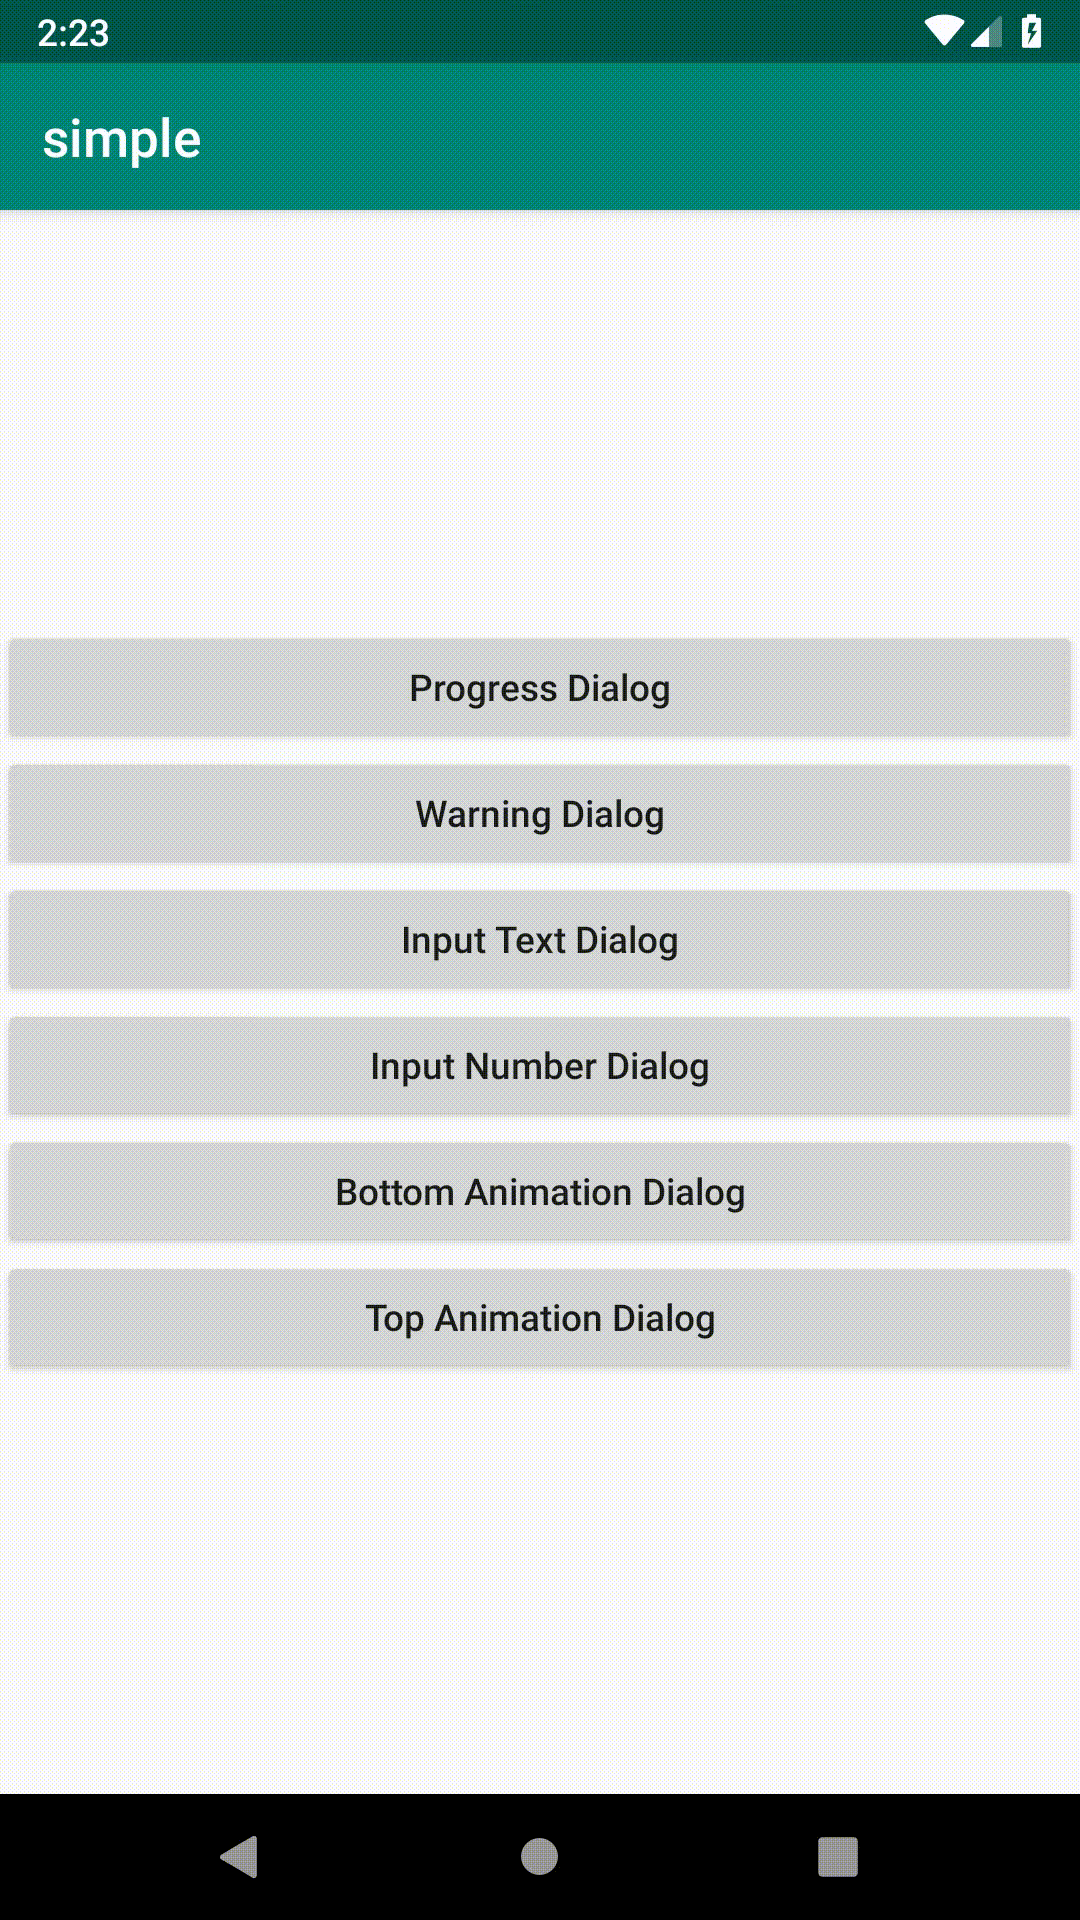 2:23
simple
Progress Dialog
Warning Dialog
Input Text Dialog
Input Number Dialog
Bottom Animation Dialog
Top Animation Dialog